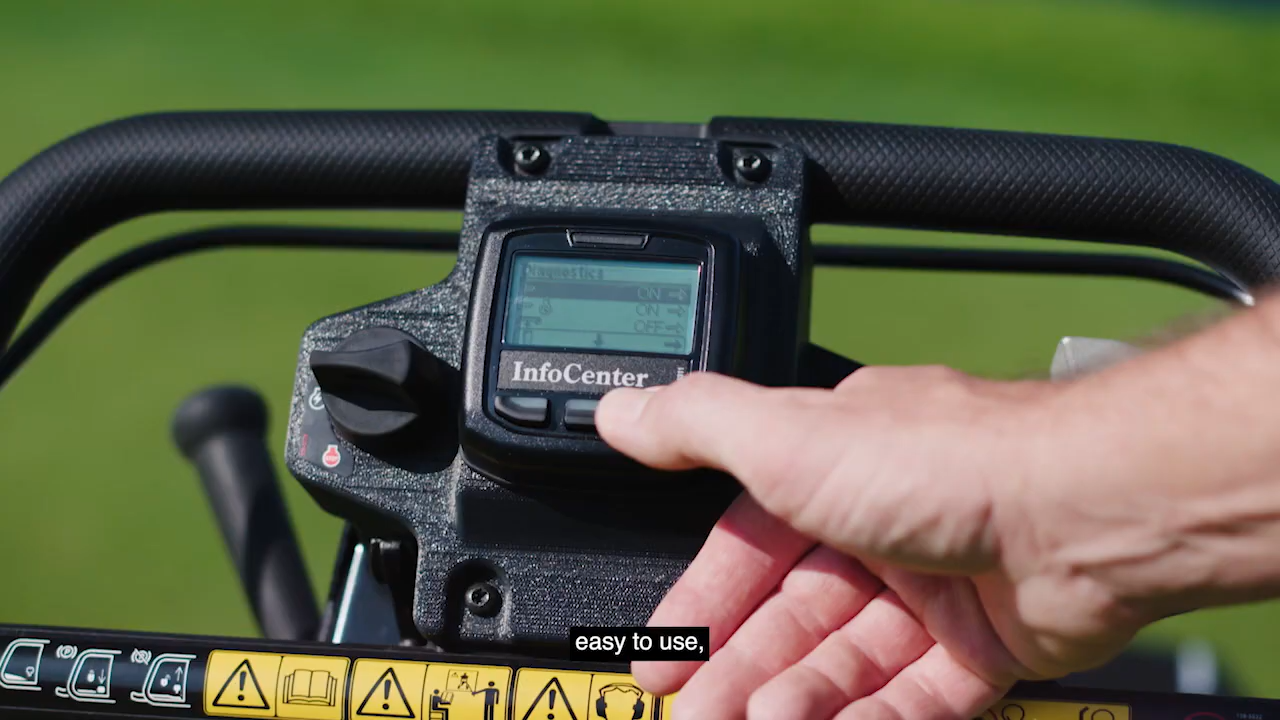 Diagnostics
ON
ON
OFF
InfoCenter
easy to use,